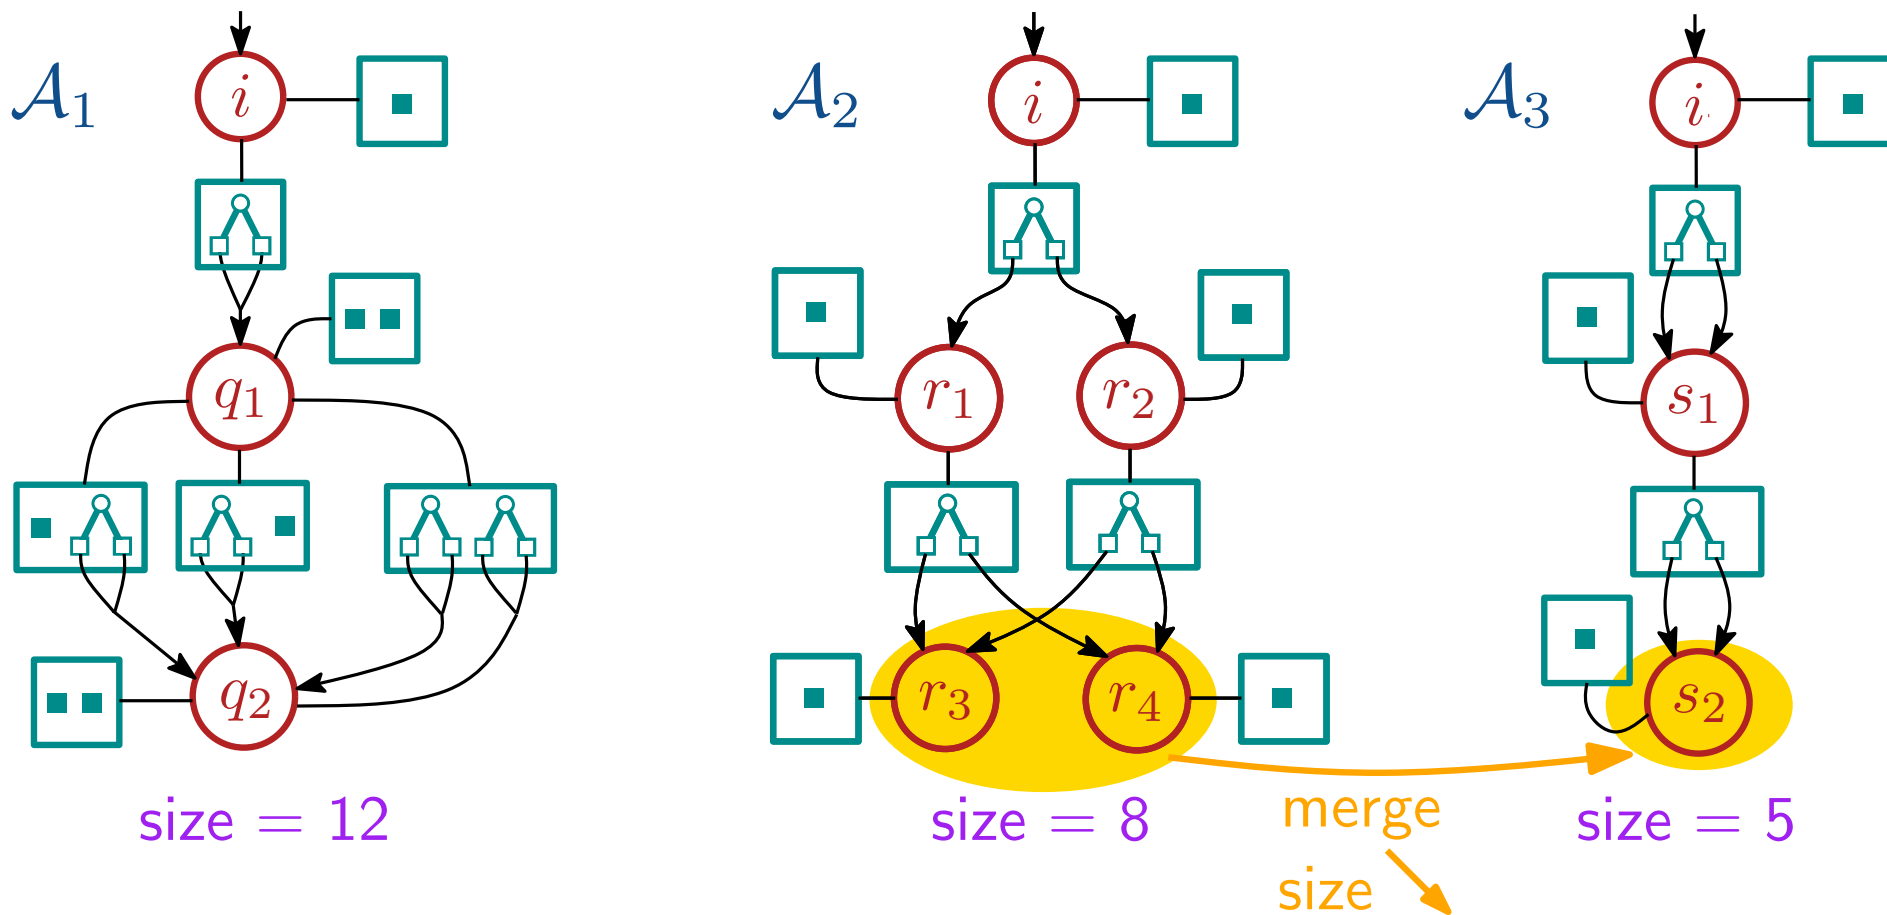 𝒜₁
i
q₁
q₂
size = 12
𝒜₂
i
r₁
r₂
r₃
r₄
size = 8
merge
size
𝒜₃
i
s₁
s₂
size = 5